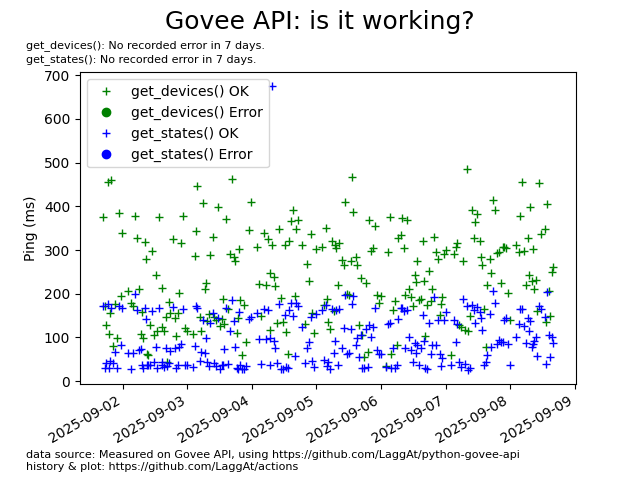 Govee API: is it working?
get_devices(): No recorded error in 7 days.
get_states(): No recorded error in 7 days.
700
600
500
400
300
200
100
0
Ping (ms)
get_devices() OK
get_devices() Error
get_states() OK
get_states() Error
2025-09-02
2025-09-03
2025-09-04
2025-09-05
2025-09-06
2025-09-07
2025-09-08
2025-09-09
data source: Measured on Govee API, using https://github.com/LaggAt/python-govee-api
history & plot: https://github.com/LaggAt/actions